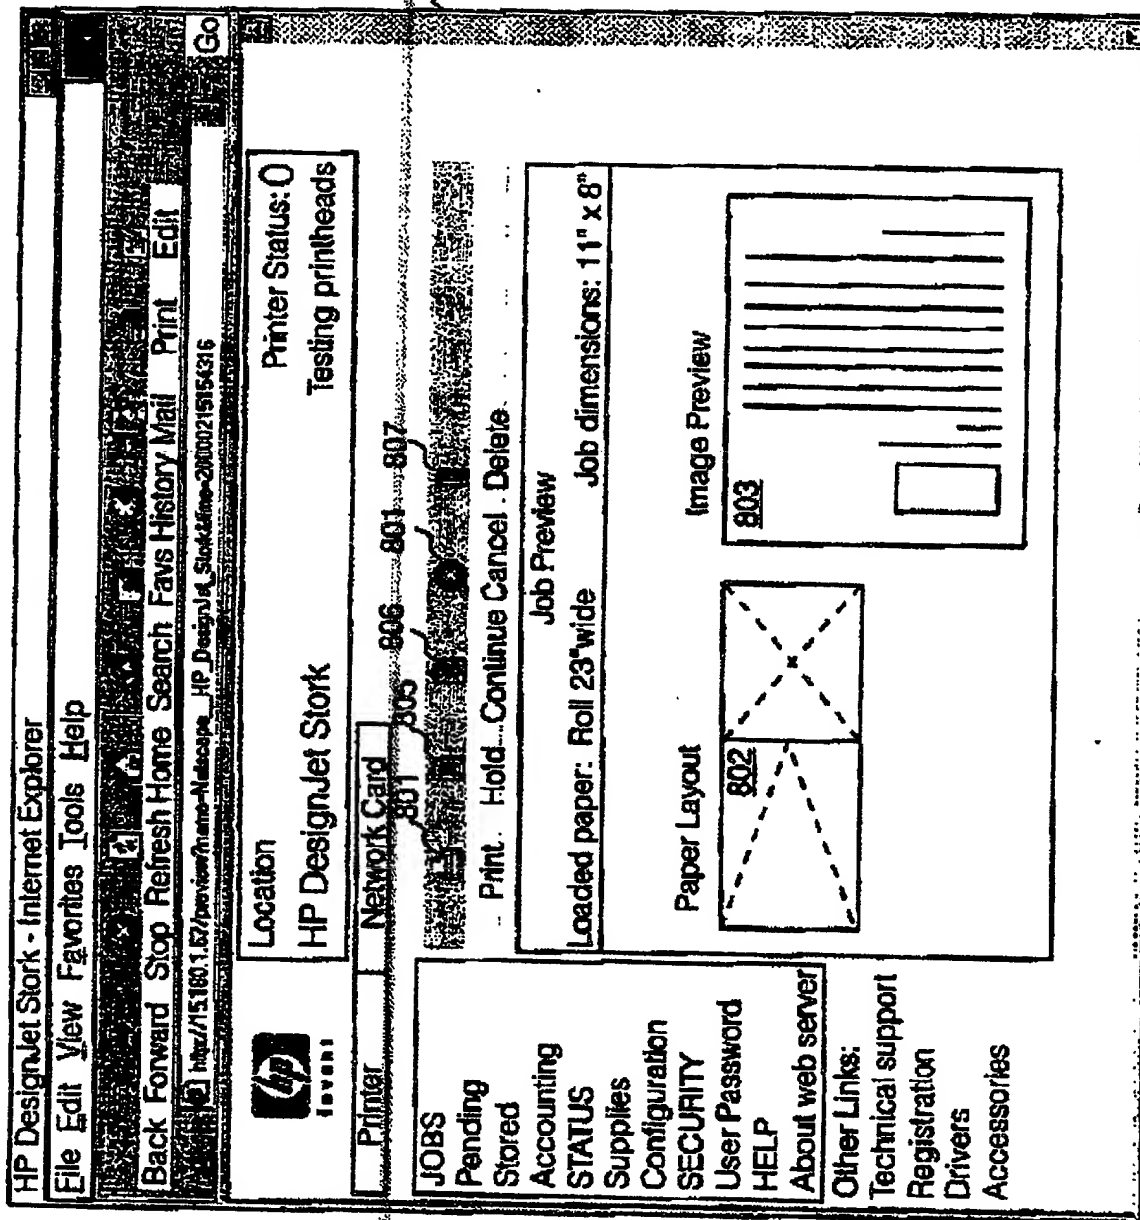 HP DesignJet Stork - Internet Explorer
File Edit View Favorites Tools Help
Back Forward Stop Refresh Home Search Favs History Mail Print Edit
Go
hp
invent
Location
HP DesignJet Stork
Printer Status: 0
Testing printheads
Printer
Network Card
801
805
806
801
807
Print Hold Continue Cancel Delete
Job Preview
Loaded paper: Roll 23" wide Job dimensions: 11" x 8"
Paper Layout
802
Image Preview
803
JOBS
Pending
Stored
Accounting
STATUS
Supplies
Configuration
SECURITY
User Password
HELP
About web server
Other Links:
Technical support
Registration
Drivers
Accessories